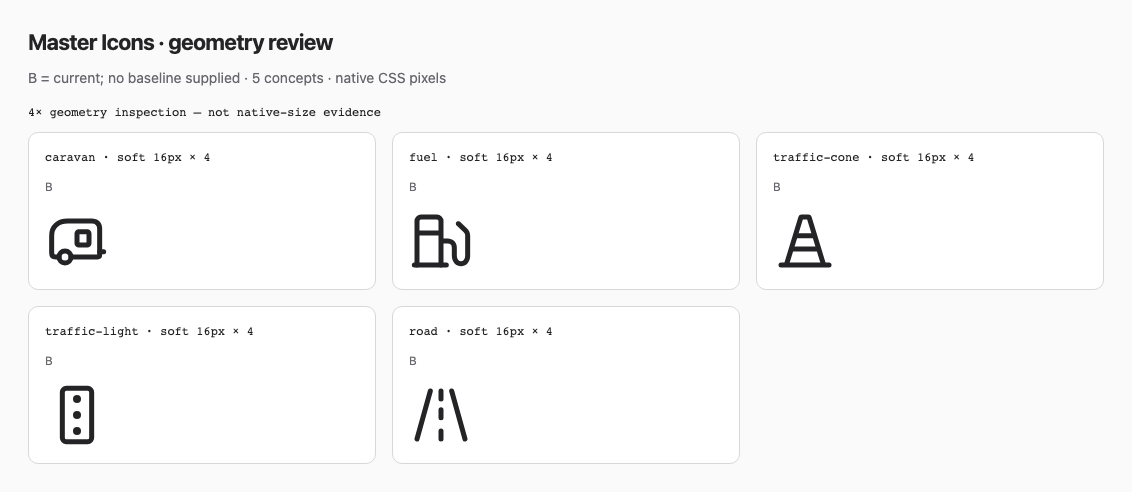 Master Icons · geometry review
B = current; no baseline supplied · 5 concepts · native CSS pixels
4× geometry inspection — not native-size evidence
caravan · soft 16px × 4
B
fuel · soft 16px × 4
B
traffic-cone · soft 16px × 4
B
traffic-light · soft 16px × 4
B
road · soft 16px × 4
B